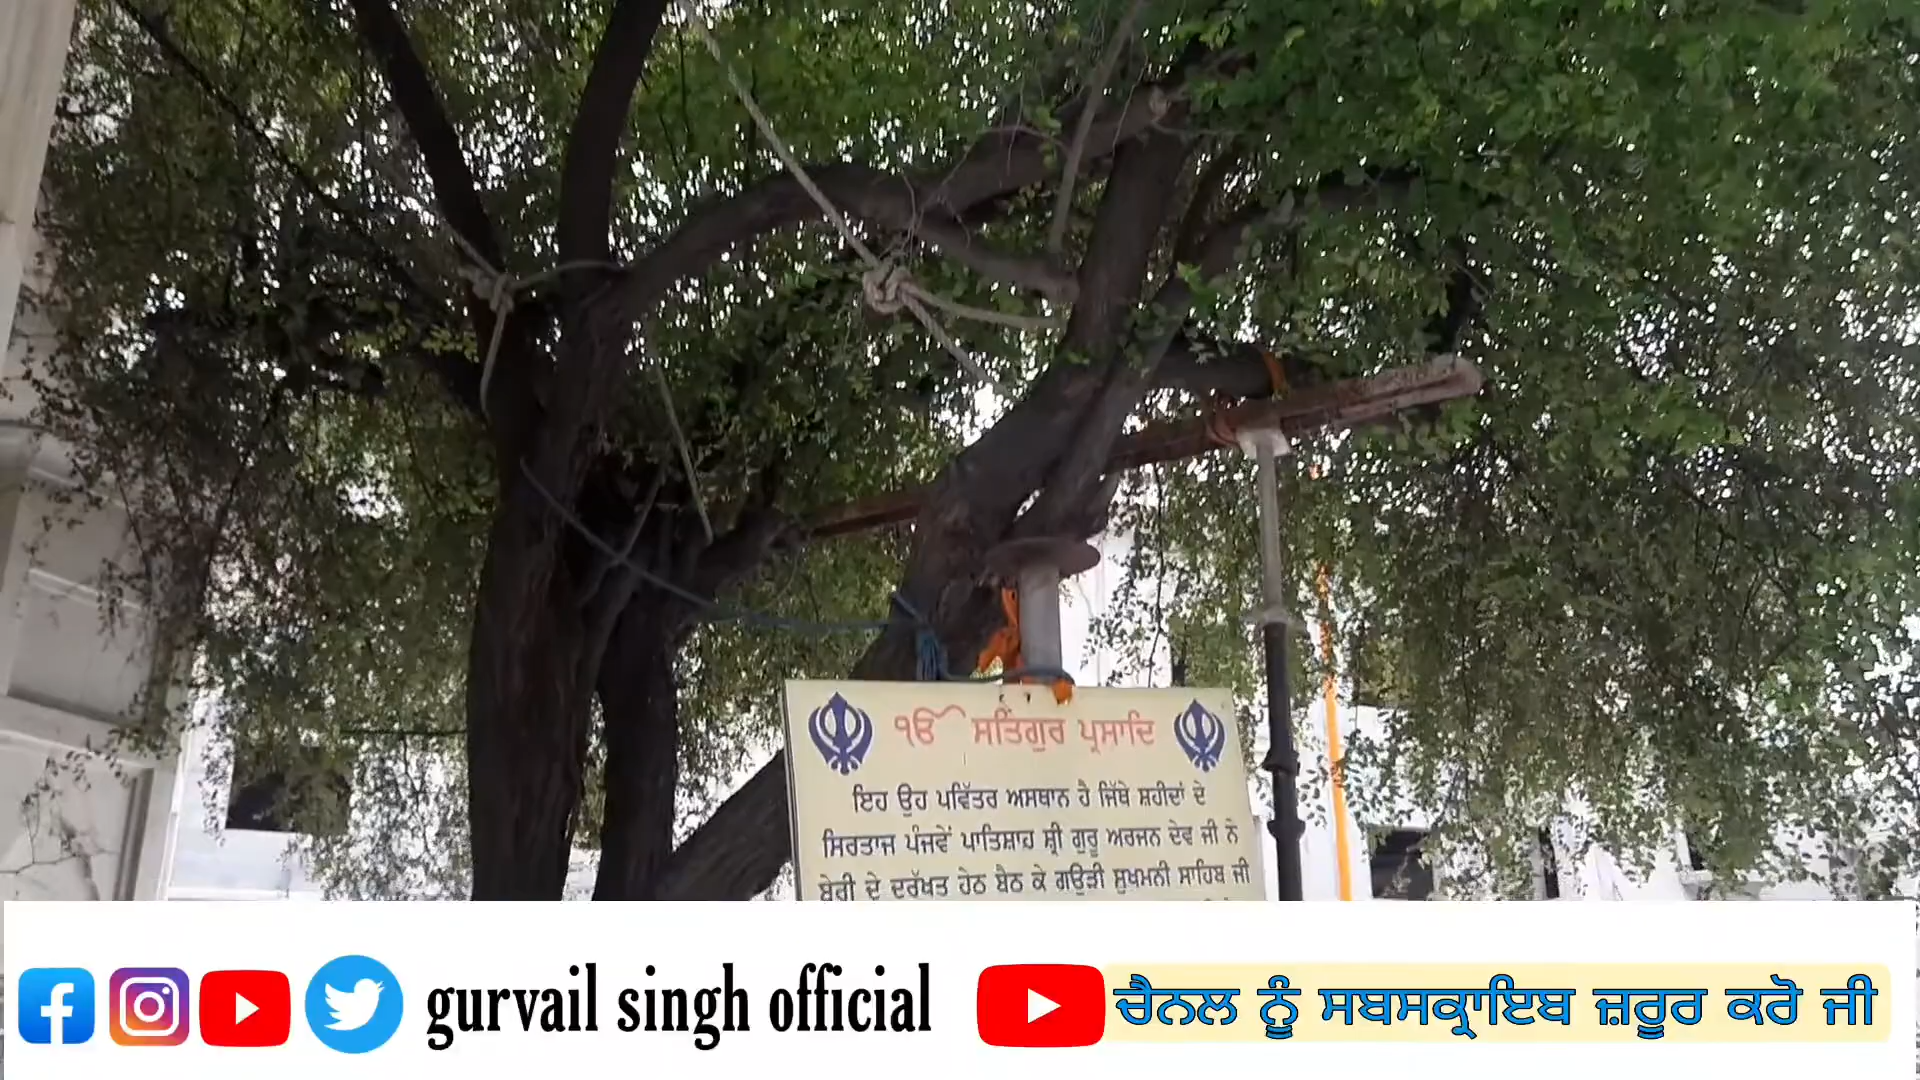 ੴ ਸਤਿਗੁਰ ਪ੍ਰਸਾਦਿ
ਇਹ ਉਹ ਪਵਿੱਤਰ ਅਸਥਾਨ ਹੈ ਜਿੱਥੇ ਸ਼ਹੀਦਾਂ ਦੇ
ਸਿਰਤਾਜ ਪੰਜਵੇਂ ਪਾਤਿਸ਼ਾਹ ਸ਼੍ਰੀ ਗੁਰੂ ਅਰਜਨ ਦੇਵ ਜੀ ਨੇ
ਬੇਰੀ ਦੇ ਦਰੱਖਤ ਹੇਠ ਬੈਠ ਕੇ ਗਉੜੀ ਸੁਖਮਨੀ ਸਾਹਿਬ ਜੀ
gurvail singh official
ਚੈਨਲ ਨੂੰ ਸਬਸਕ੍ਰਾਇਬ ਜ਼ਰੂਰ ਕਰੋ ਜੀ